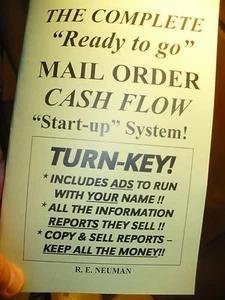 THE COMPLETE
"Ready to go"
MAIL ORDER
CASH FLOW
"Start-up" System!
TURN-KEY!
* INCLUDES ADS TO RUN
WITH YOUR NAME !!
* ALL THE INFORMATION
REPORTS THEY SELL !!
* COPY & SELL REPORTS –
KEEP ALL THE MONEY!!
R. E. NEUMAN